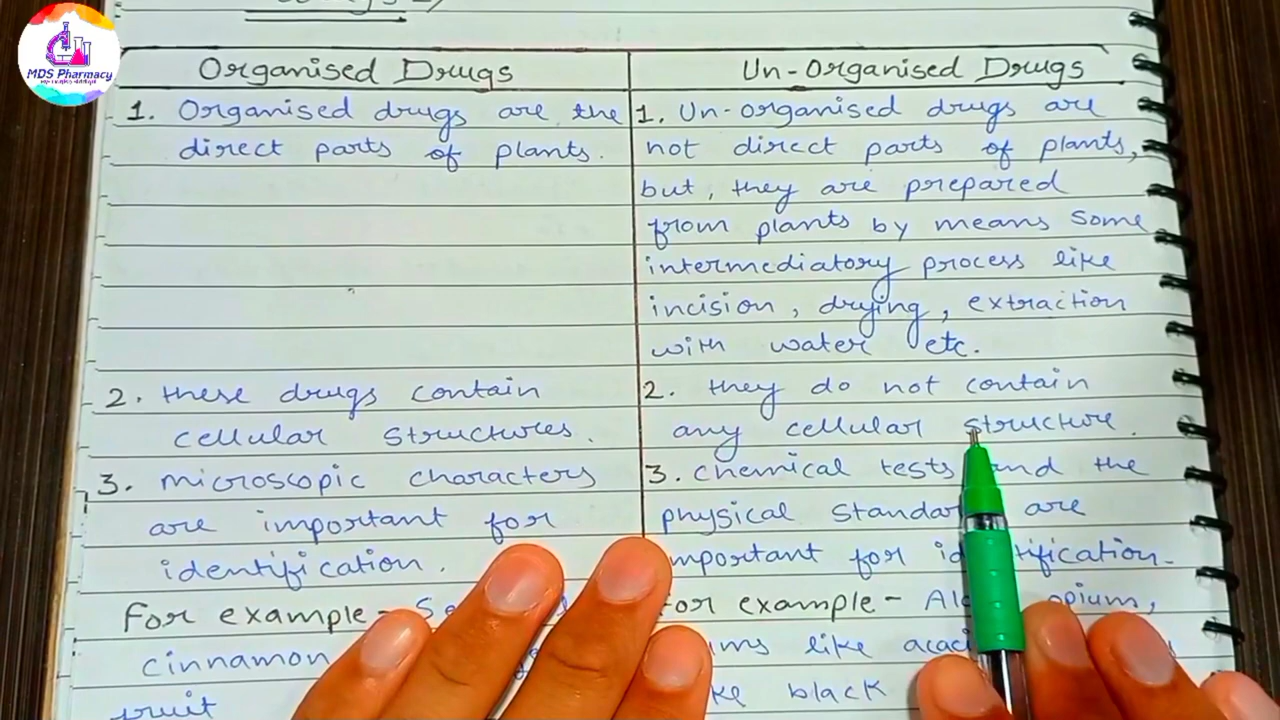 MDS Pharmacy
Organised Drugs
1. Organised drugs are the
direct parts of plants.
2. these drugs contain
cellular structures.
3. microscopic characters
are important for
identification.
For example -
cinnamon
fruit
Un-Organised Drugs
1. Un-organised drugs are
not direct parts of plants,
but, they are prepared
from plants by means some
intermediatory process like
incision, drying, extraction
with water etc.
2. they do not contain
any cellular structure.
3. chemical tests and the
physical standard are
important for identification.
For example - opium,
like
black